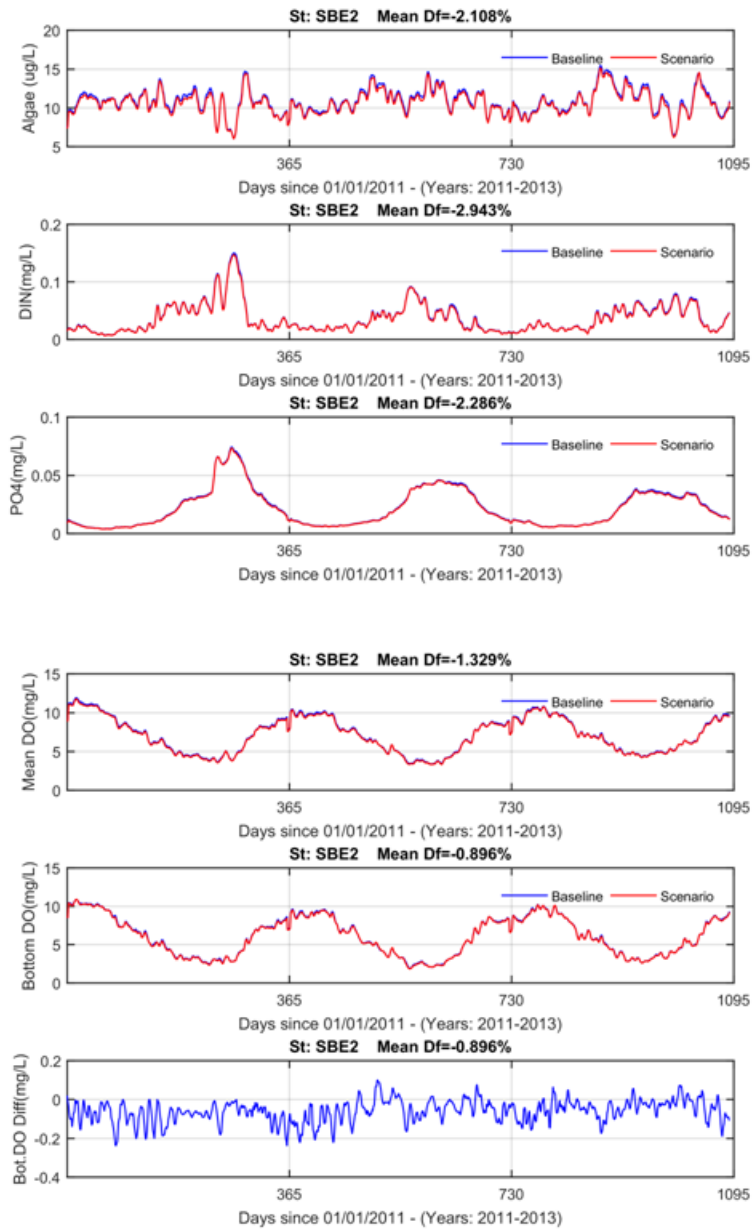 St: SBE2 Mean Df=-2.108%
20
15
10
5
Algae (ug/L)
Baseline Scenario
365 730 1095
Days since 01/01/2011 - (Years: 2011-2013)
St: SBE2 Mean Df=-2.943%
0.2
0.1
0
DIN(mg/L)
Baseline Scenario
365 730 1095
Days since 01/01/2011 - (Years: 2011-2013)
St: SBE2 Mean Df=-2.286%
0.1
0.05
0
PO4(mg/L)
Baseline Scenario
365 730 1095
Days since 01/01/2011 - (Years: 2011-2013)
St: SBE2 Mean Df=-1.329%
15
10
5
0
Mean DO(mg/L)
Baseline Scenario
365 730 1095
Days since 01/01/2011 - (Years: 2011-2013)
St: SBE2 Mean Df=-0.896%
15
10
5
0
Bottom DO(mg/L)
Baseline Scenario
365 730 1095
Days since 01/01/2011 - (Years: 2011-2013)
St: SBE2 Mean Df=-0.896%
0.2
0
-0.2
-0.4
Bot.DO Diff(mg/L)
365 730 1095
Days since 01/01/2011 - (Years: 2011-2013)